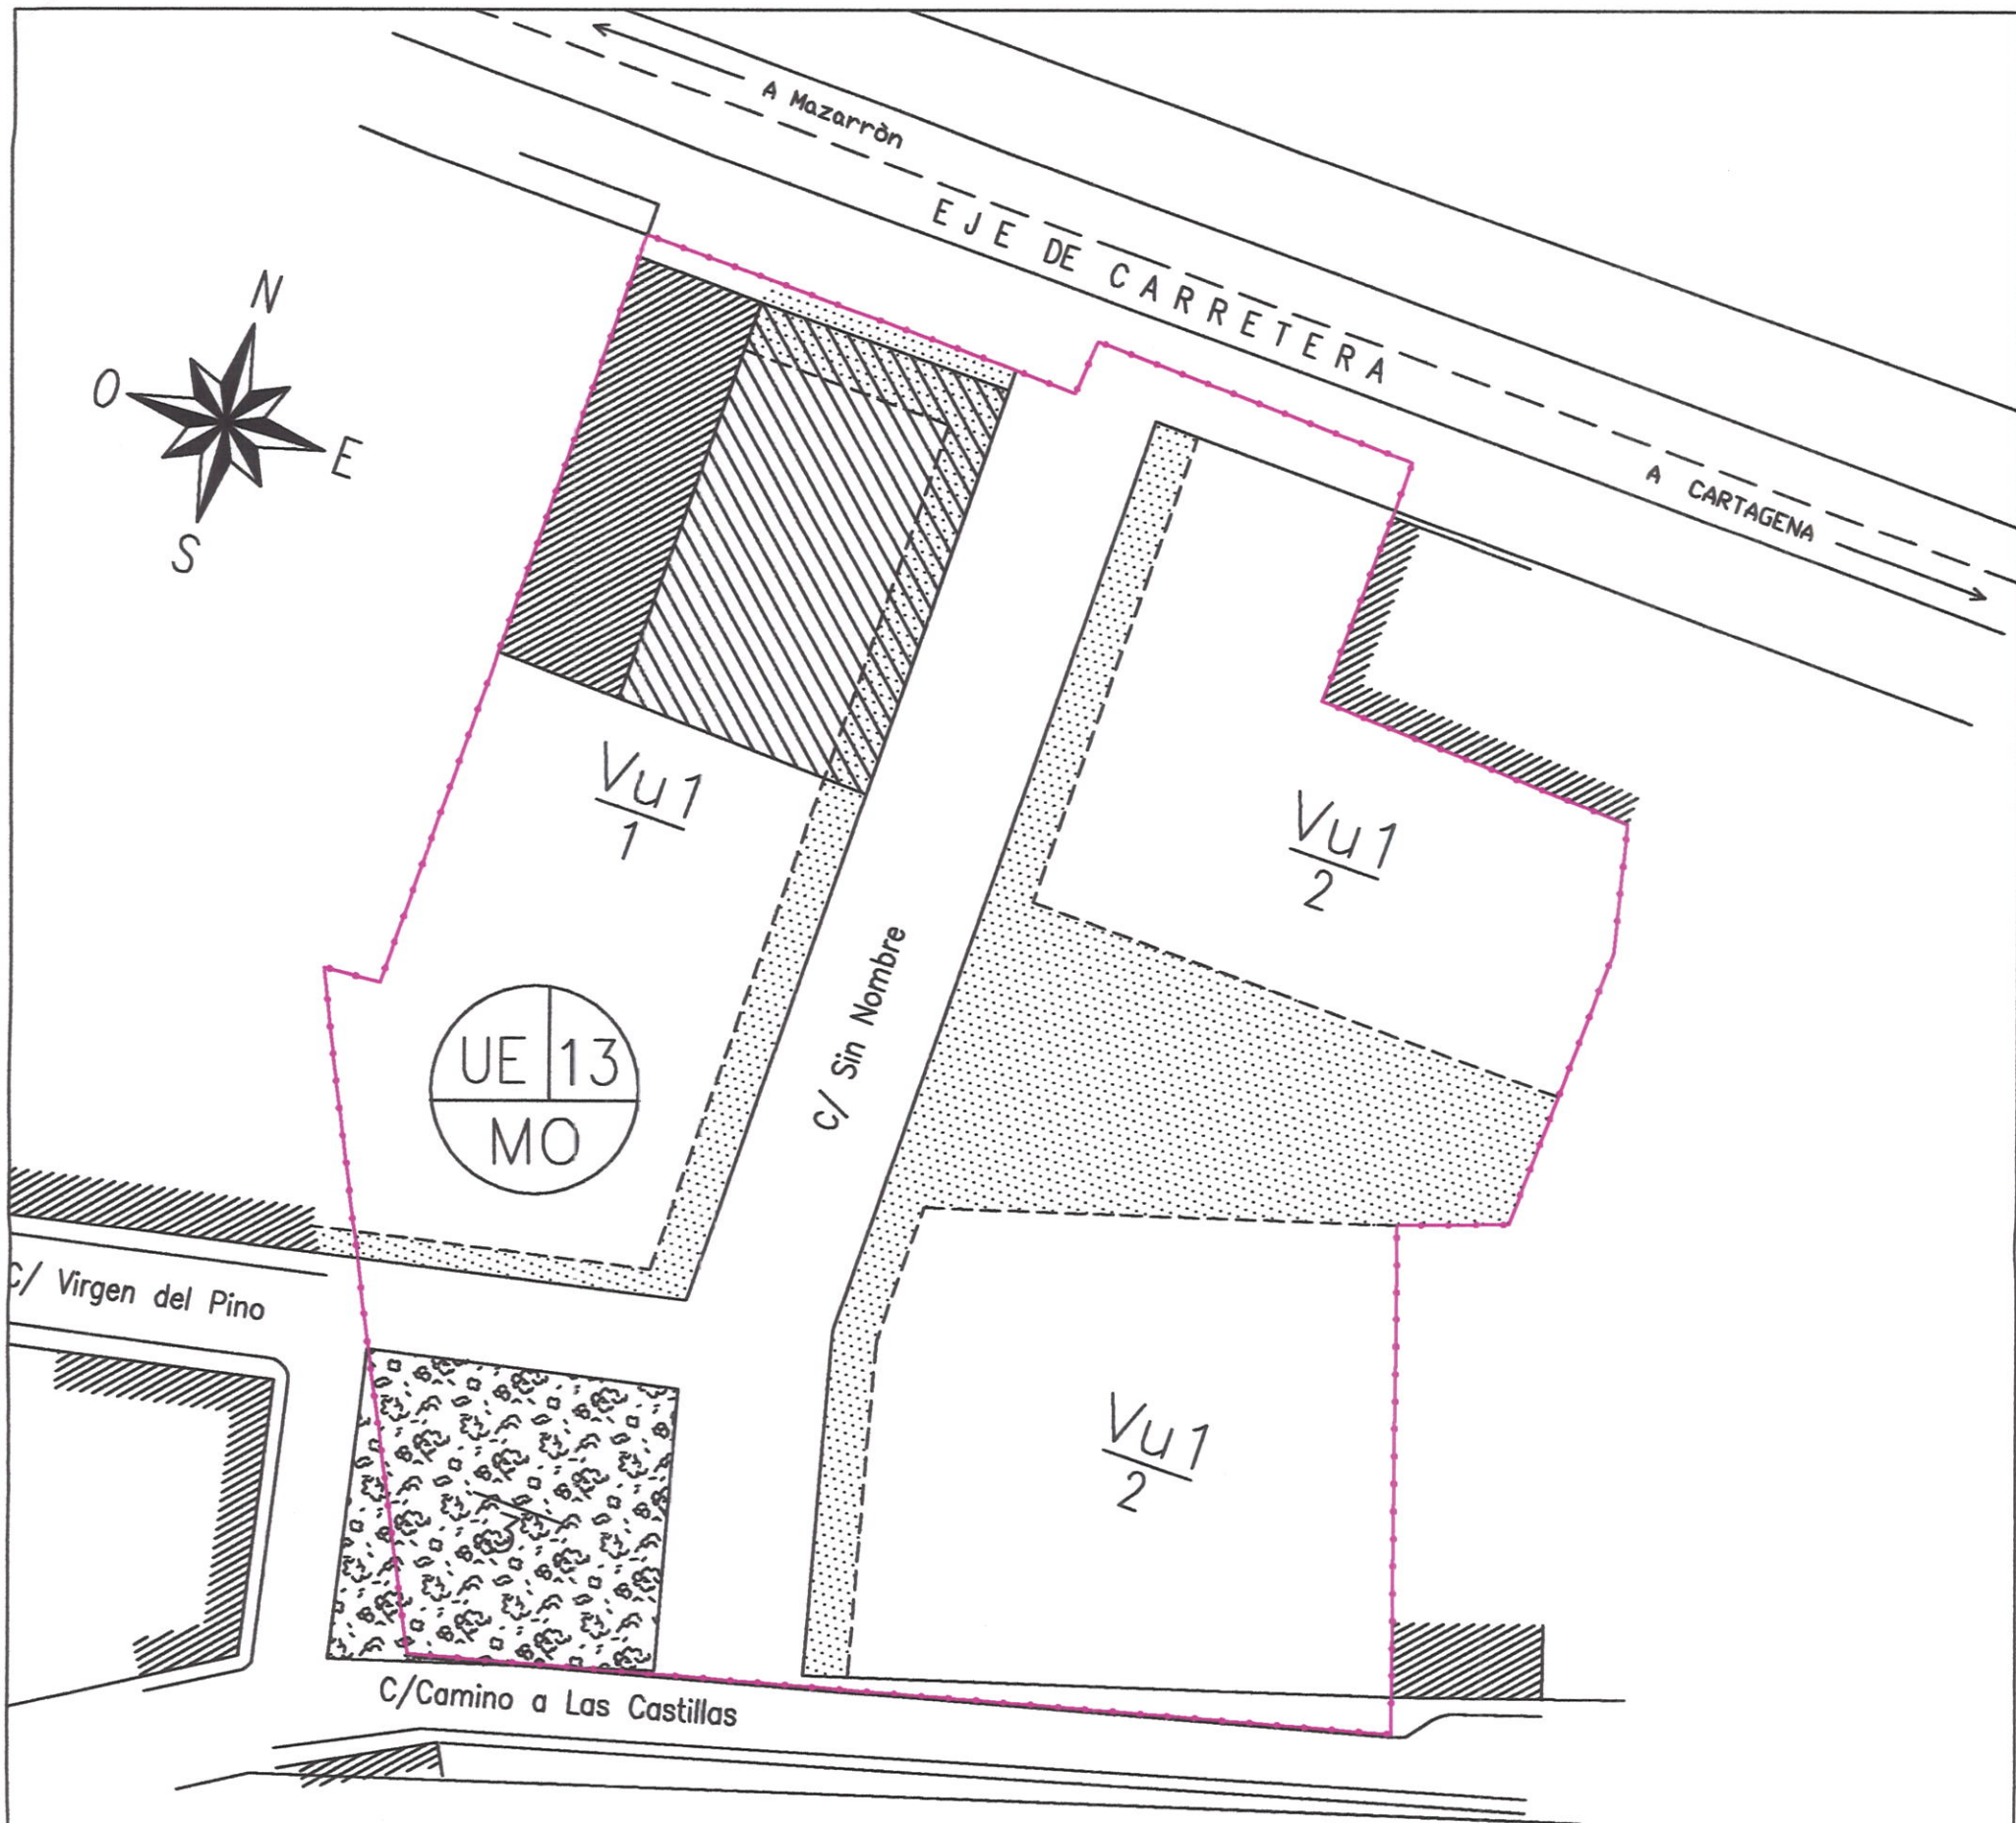 A Mazarròn
EJE DE CARRETERA
A CARTAGENA
N
O
E
S
Vu1
1
Vu1
2
C/ Sin Nombre
UE 13
MO
C/ Virgen del Pino
Vu1
2
C/Camino a Las Castillas